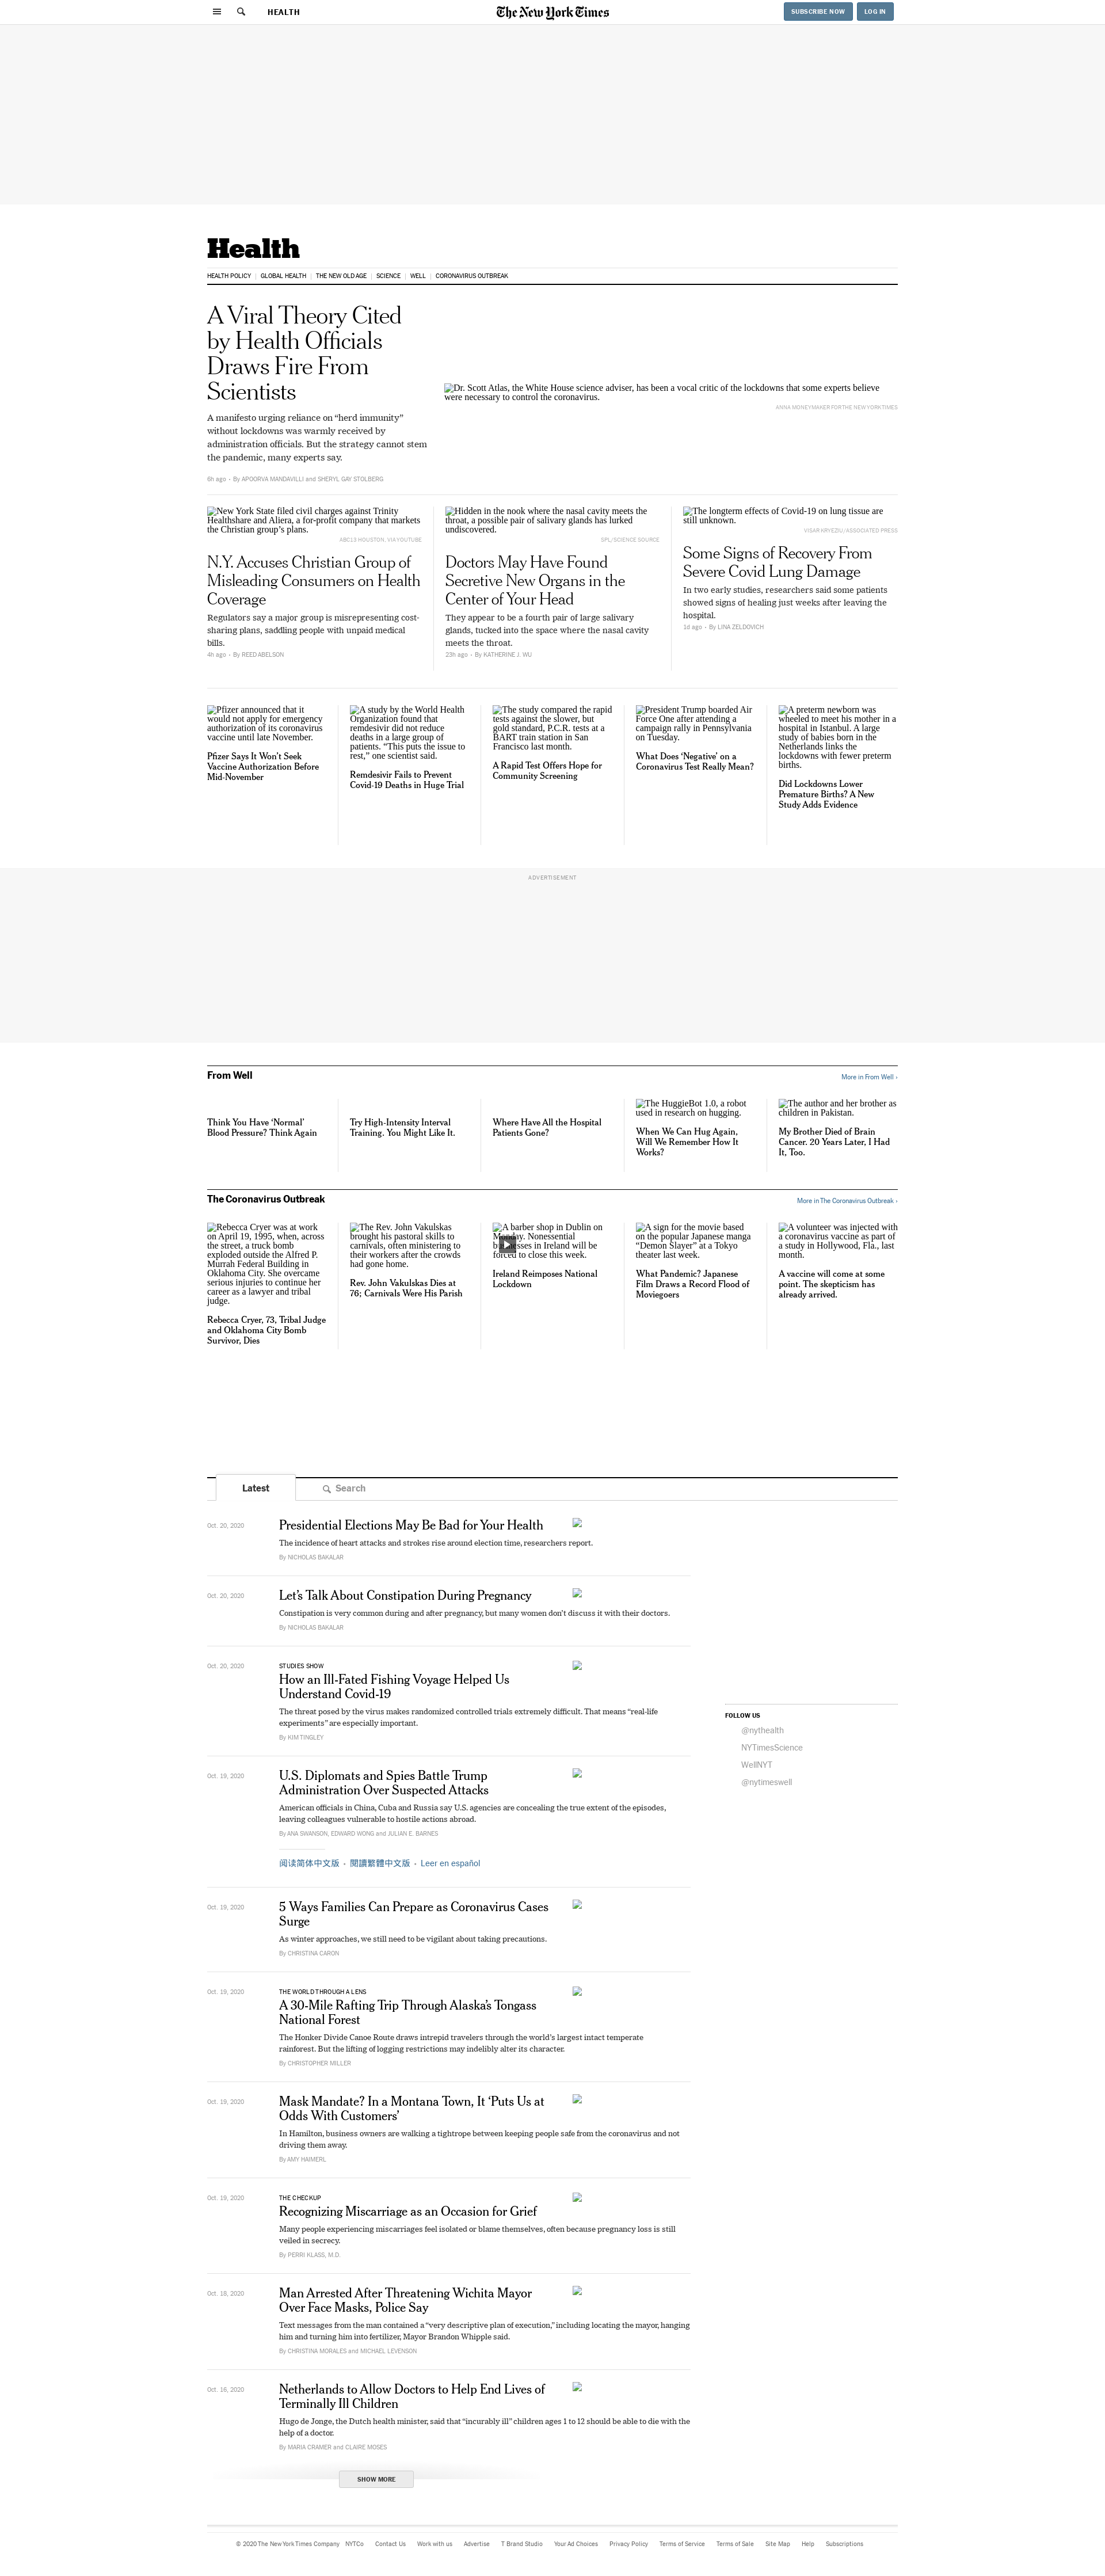 HEALTH
The New York Times
SUBSCRIBE NOW
LOG IN
Health
HEALTH POLICY
GLOBAL HEALTH
THE NEW OLD AGE
SCIENCE
WELL
CORONAVIRUS OUTBREAK
A Viral Theory Cited
by Health Officials
Draws Fire From
Scientists
A manifesto urging reliance on “herd immunity”
without lockdowns was warmly received by
administration officials. But the strategy cannot stem
the pandemic, many experts say.
6h ago • By APOORVA MANDAVILLI and SHERYL GAY STOLBERG
Dr. Scott Atlas, the White House science adviser, has been a vocal critic of the lockdowns that some experts believe
were necessary to control the coronavirus.
ANNA MONEYMAKER FOR THE NEW YORK TIMES
New York State filed civil charges against Trinity
Healthshare and Aliera, a for-profit company that markets
the Christian group’s plans.
ABC13 HOUSTON, VIA YOUTUBE
N.Y. Accuses Christian Group of
Misleading Consumers on Health
Coverage
Regulators say a major group is misrepresenting cost-
sharing plans, saddling people with unpaid medical
bills.
4h ago • By REED ABELSON
Hidden in the nook where the nasal cavity meets the
throat, a possible pair of salivary glands has lurked
undiscovered.
SPL/SCIENCE SOURCE
Doctors May Have Found
Secretive New Organs in the
Center of Your Head
They appear to be a fourth pair of large salivary
glands, tucked into the space where the nasal cavity
meets the throat.
23h ago • By KATHERINE J. WU
The longterm effects of Covid-19 on lung tissue are
still unknown.
VISAR KRYEZIU/ASSOCIATED PRESS
Some Signs of Recovery From
Severe Covid Lung Damage
In two early studies, researchers said some patients
showed signs of healing just weeks after leaving the
hospital.
1d ago • By LINA ZELDOVICH
Pfizer announced that it
would not apply for emergency
authorization of its coronavirus
vaccine until late November.
Pfizer Says It Won’t Seek
Vaccine Authorization Before
Mid-November
A study by the World Health
Organization found that
remdesivir did not reduce
deaths in a large group of
patients. “This puts the issue to
rest,” one scientist said.
Remdesivir Fails to Prevent
Covid-19 Deaths in Huge Trial
The study compared the rapid
tests against the slower, but
gold standard, P.C.R. tests at a
BART train station in San
Francisco last month.
A Rapid Test Offers Hope for
Community Screening
President Trump boarded Air
Force One after attending a
campaign rally in Pennsylvania
on Tuesday.
What Does ‘Negative’ on a
Coronavirus Test Really Mean?
A preterm newborn was
wheeled to meet his mother in a
hospital in Istanbul. A large
study of babies born in the
Netherlands links the
lockdowns with fewer preterm
births.
Did Lockdowns Lower
Premature Births? A New
Study Adds Evidence
ADVERTISEMENT
From Well
More in From Well ›
Think You Have ‘Normal’
Blood Pressure? Think Again
Try High-Intensity Interval
Training. You Might Like It.
Where Have All the Hospital
Patients Gone?
The HuggieBot 1.0, a robot
used in research on hugging.
When We Can Hug Again,
Will We Remember How It
Works?
The author and her brother as
children in Pakistan.
My Brother Died of Brain
Cancer. 20 Years Later, I Had
It, Too.
The Coronavirus Outbreak
More in The Coronavirus Outbreak ›
Rebecca Cryer was at work
on April 19, 1995, when, across
the street, a truck bomb
exploded outside the Alfred P.
Murrah Federal Building in
Oklahoma City. She overcame
serious injuries to continue her
career as a lawyer and tribal
judge.
Rebecca Cryer, 73, Tribal Judge
and Oklahoma City Bomb
Survivor, Dies
The Rev. John Vakulskas
brought his pastoral skills to
carnivals, often ministering to
their workers after the crowds
had gone home.
Rev. John Vakulskas Dies at
76; Carnivals Were His Parish
A barber shop in Dublin on
Monday. Nonessential
businesses in Ireland will be
forced to close this week.
Ireland Reimposes National
Lockdown
A sign for the movie based
on the popular Japanese manga
“Demon Slayer” at a Tokyo
theater last week.
What Pandemic? Japanese
Film Draws a Record Flood of
Moviegoers
A volunteer was injected with
a coronavirus vaccine as part of
a study in Hollywood, Fla., last
month.
A vaccine will come at some
point. The skepticism has
already arrived.
Latest
Search
Oct. 20, 2020
Presidential Elections May Be Bad for Your Health
The incidence of heart attacks and strokes rise around election time, researchers report.
By NICHOLAS BAKALAR
Oct. 20, 2020
Let’s Talk About Constipation During Pregnancy
Constipation is very common during and after pregnancy, but many women don’t discuss it with their doctors.
By NICHOLAS BAKALAR
Oct. 20, 2020
STUDIES SHOW
How an Ill-Fated Fishing Voyage Helped Us
Understand Covid-19
The threat posed by the virus makes randomized controlled trials extremely difficult. That means “real-life
experiments” are especially important.
By KIM TINGLEY
FOLLOW US
@nythealth
NYTimesScience
WellNYT
@nytimeswell
Oct. 19, 2020
U.S. Diplomats and Spies Battle Trump
Administration Over Suspected Attacks
American officials in China, Cuba and Russia say U.S. agencies are concealing the true extent of the episodes,
leaving colleagues vulnerable to hostile actions abroad.
By ANA SWANSON, EDWARD WONG and JULIAN E. BARNES
阅读简体中文版 • 閱讀繁體中文版 • Leer en español
Oct. 19, 2020
5 Ways Families Can Prepare as Coronavirus Cases
Surge
As winter approaches, we still need to be vigilant about taking precautions.
By CHRISTINA CARON
Oct. 19, 2020
THE WORLD THROUGH A LENS
A 30-Mile Rafting Trip Through Alaska’s Tongass
National Forest
The Honker Divide Canoe Route draws intrepid travelers through the world’s largest intact temperate
rainforest. But the lifting of logging restrictions may indelibly alter its character.
By CHRISTOPHER MILLER
Oct. 19, 2020
Mask Mandate? In a Montana Town, It ‘Puts Us at
Odds With Customers’
In Hamilton, business owners are walking a tightrope between keeping people safe from the coronavirus and not
driving them away.
By AMY HAIMERL
Oct. 19, 2020
THE CHECKUP
Recognizing Miscarriage as an Occasion for Grief
Many people experiencing miscarriages feel isolated or blame themselves, often because pregnancy loss is still
veiled in secrecy.
By PERRI KLASS, M.D.
Oct. 18, 2020
Man Arrested After Threatening Wichita Mayor
Over Face Masks, Police Say
Text messages from the man contained a “very descriptive plan of execution,” including locating the mayor, hanging
him and turning him into fertilizer, Mayor Brandon Whipple said.
By CHRISTINA MORALES and MICHAEL LEVENSON
Oct. 16, 2020
Netherlands to Allow Doctors to Help End Lives of
Terminally Ill Children
Hugo de Jonge, the Dutch health minister, said that “incurably ill” children ages 1 to 12 should be able to die with the
help of a doctor.
By MARIA CRAMER and CLAIRE MOSES
SHOW MORE
© 2020 The New York Times Company NYTCo Contact Us Work with us Advertise T Brand Studio Your Ad Choices Privacy Policy Terms of Service Terms of Sale Site Map Help Subscriptions